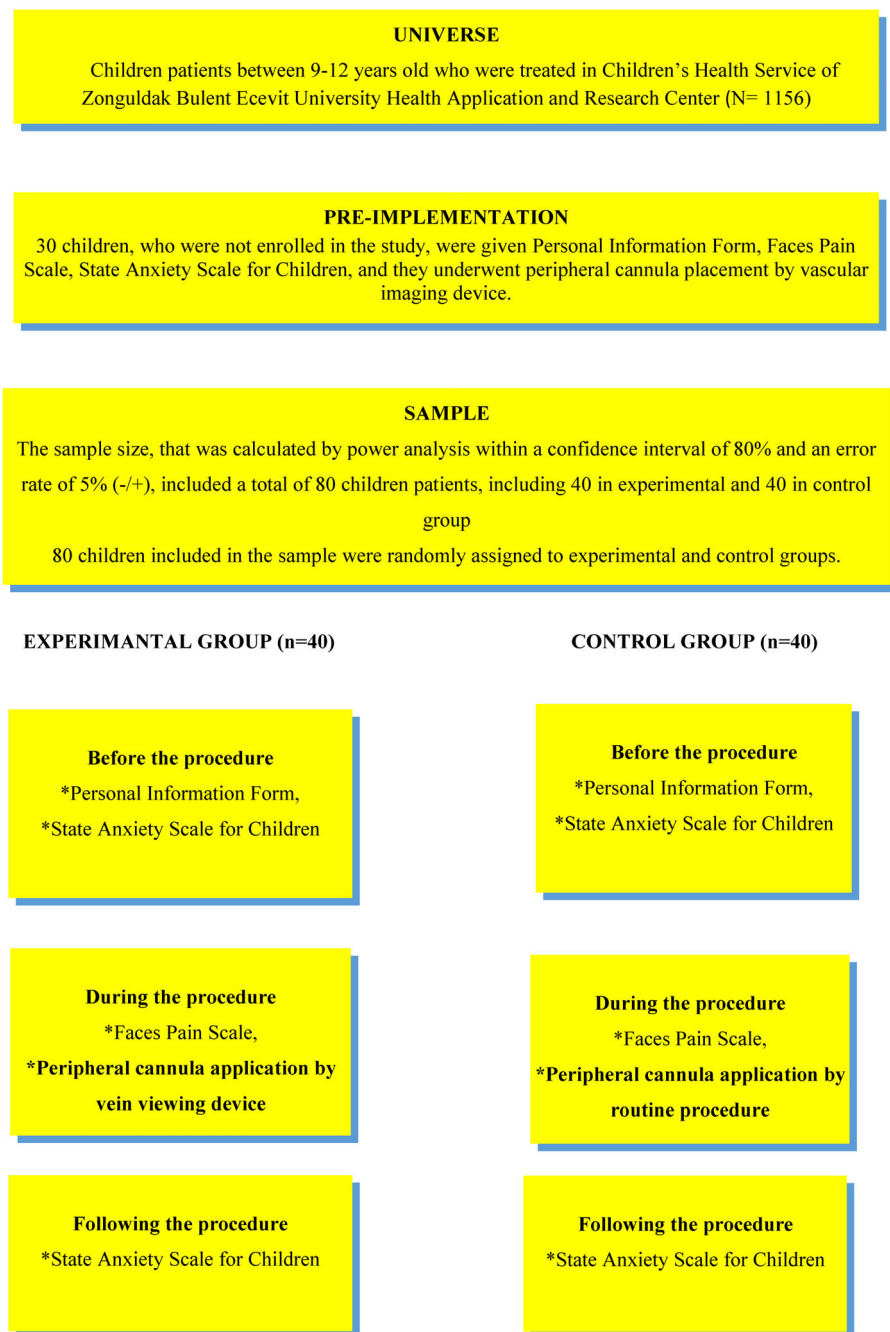 UNIVERSE
Children patients between 9-12 years old who were treated in Children's Health Service of
Zonguldak Bulent Ecevit University Health Application and Research Center (N= 1156)
PRE-IMPLEMENTATION
30 children, who were not enrolled in the study, were given Personal Information Form, Faces Pain
Scale, State Anxiety Scale for Children, and they underwent peripheral cannula placement by vascular
imaging device.
SAMPLE
The sample size, that was calculated by power analysis within a confidence interval of 80% and an error
rate of 5% (-/+), included a total of 80 children patients, including 40 in experimental and 40 in control
group
80 children included in the sample were randomly assigned to experimental and control groups.
EXPERIMANTAL GROUP (n=40)
Before the procedure
*Personal Information Form,
*State Anxiety Scale for Children
During the procedure
*Faces Pain Scale,
*Peripheral cannula application by
vein viewing device
Following the procedure
*State Anxiety Scale for Children
CONTROL GROUP (n=40)
Before the procedure
*Personal Information Form,
*State Anxiety Scale for Children
During the procedure
*Faces Pain Scale,
*Peripheral cannula application by
routine procedure
Following the procedure
*State Anxiety Scale for Children